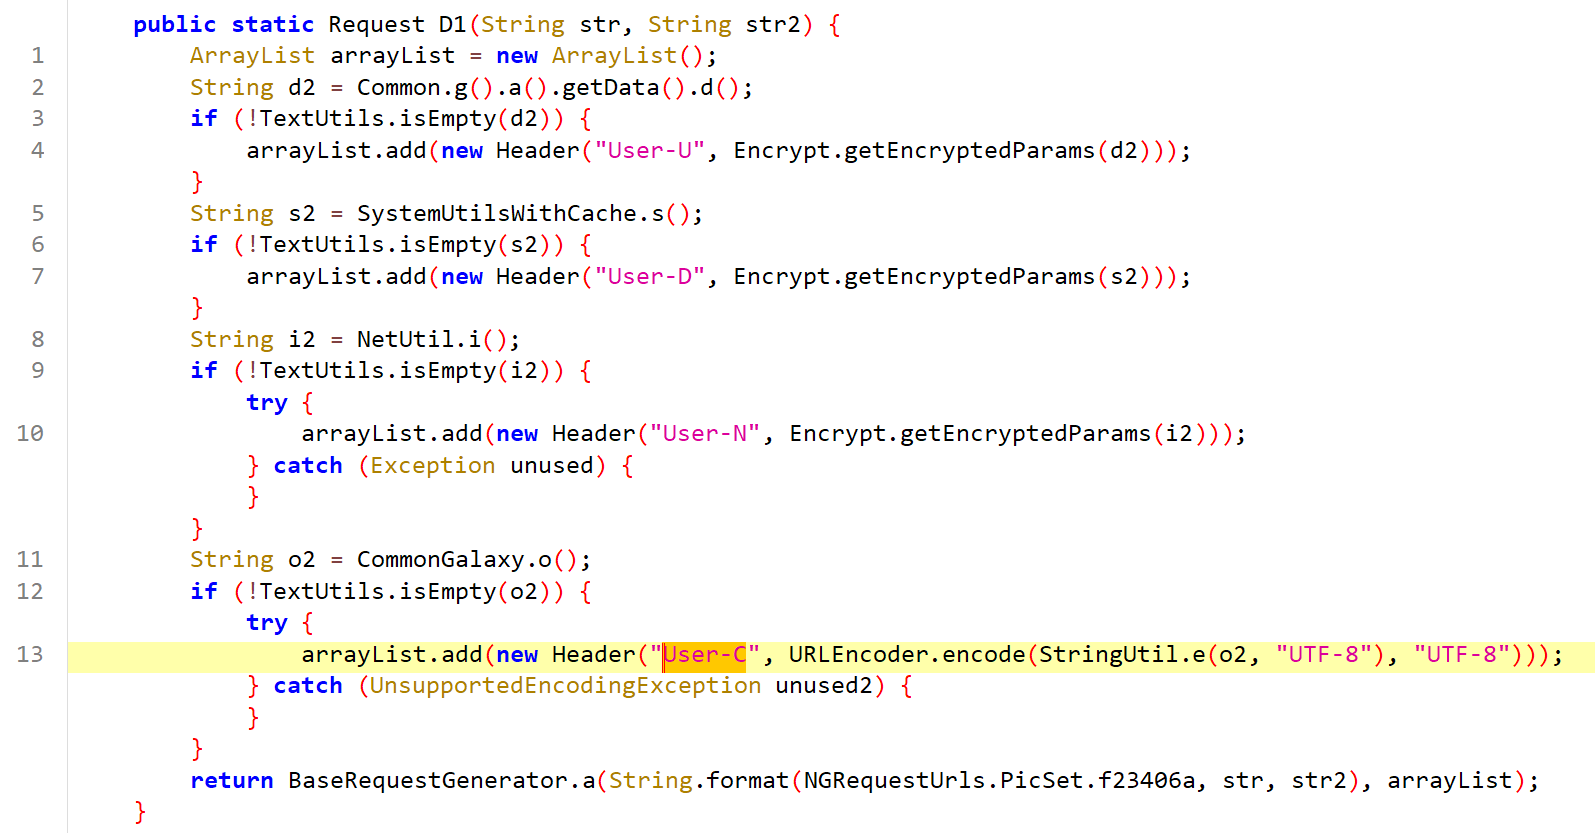 public static Request D1(String str, String str2) {
1 ArrayList arrayList = new ArrayList();
2 String d2 = Common.g().a().getData().d();
3 if (!TextUtils.isEmpty(d2)) {
4 arrayList.add(new Header("User-U", Encrypt.getEncryptedParams(d2)));
}
5 String s2 = SystemUtilsWithCache.s();
6 if (!TextUtils.isEmpty(s2)) {
7 arrayList.add(new Header("User-D", Encrypt.getEncryptedParams(s2)));
}
8 String i2 = NetUtil.i();
9 if (!TextUtils.isEmpty(i2)) {
try {
10 arrayList.add(new Header("User-N", Encrypt.getEncryptedParams(i2)));
} catch (Exception unused) {
}
}
11 String o2 = CommonGalaxy.o();
12 if (!TextUtils.isEmpty(o2)) {
try {
13 arrayList.add(new Header("User-C", URLEncoder.encode(StringUtil.e(o2, "UTF-8"), "UTF-8")));
} catch (UnsupportedEncodingException unused2) {
}
}
return BaseRequestGenerator.a(String.format(NGRequestUrls.PicSet.f23406a, str, str2), arrayList);
}